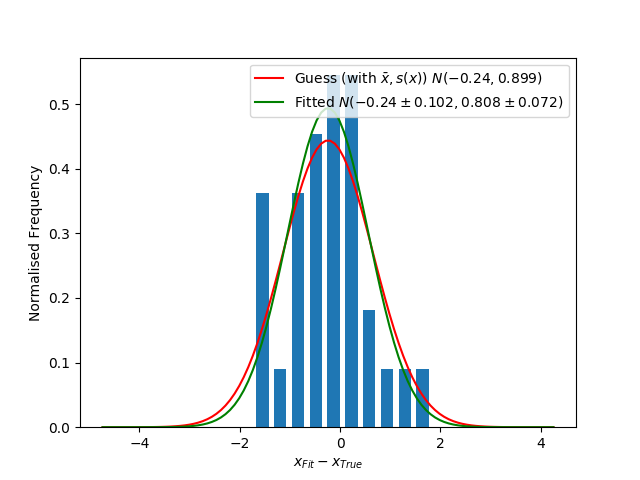 Guess (with x̄, s(x)) N(−0.24, 0.899)
Fitted N(−0.24 ± 0.102, 0.808 ± 0.072)
0.5
0.4
0.3
0.2
0.1
0.0
Normalised Frequency
−4 −2 0 2 4
x_Fit − x_True